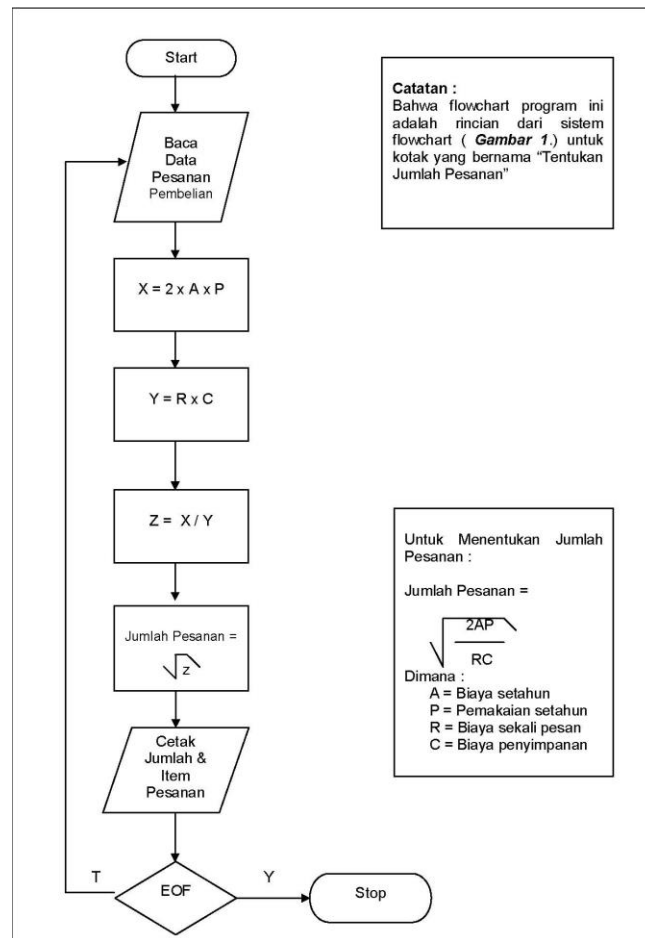 Start
Baca
Data
Pesanan
Pembelian
X = 2 x A x P
Y = R x C
Z = X / Y
Jumlah Pesanan =
√Z
Cetak
Jumlah &
Item
Pesanan
EOF
T
Y
Stop
Catatan :
Bahwa flowchart program ini
adalah rincian dari sistem
flowchart ( Gambar 1.) untuk
kotak yang bernama “Tentukan
Jumlah Pesanan”
Untuk Menentukan Jumlah
Pesanan :
Jumlah Pesanan =
√
2AP
RC
Dimana :
A = Biaya setahun
P = Pemakaian setahun
R = Biaya sekali pesan
C = Biaya penyimpanan